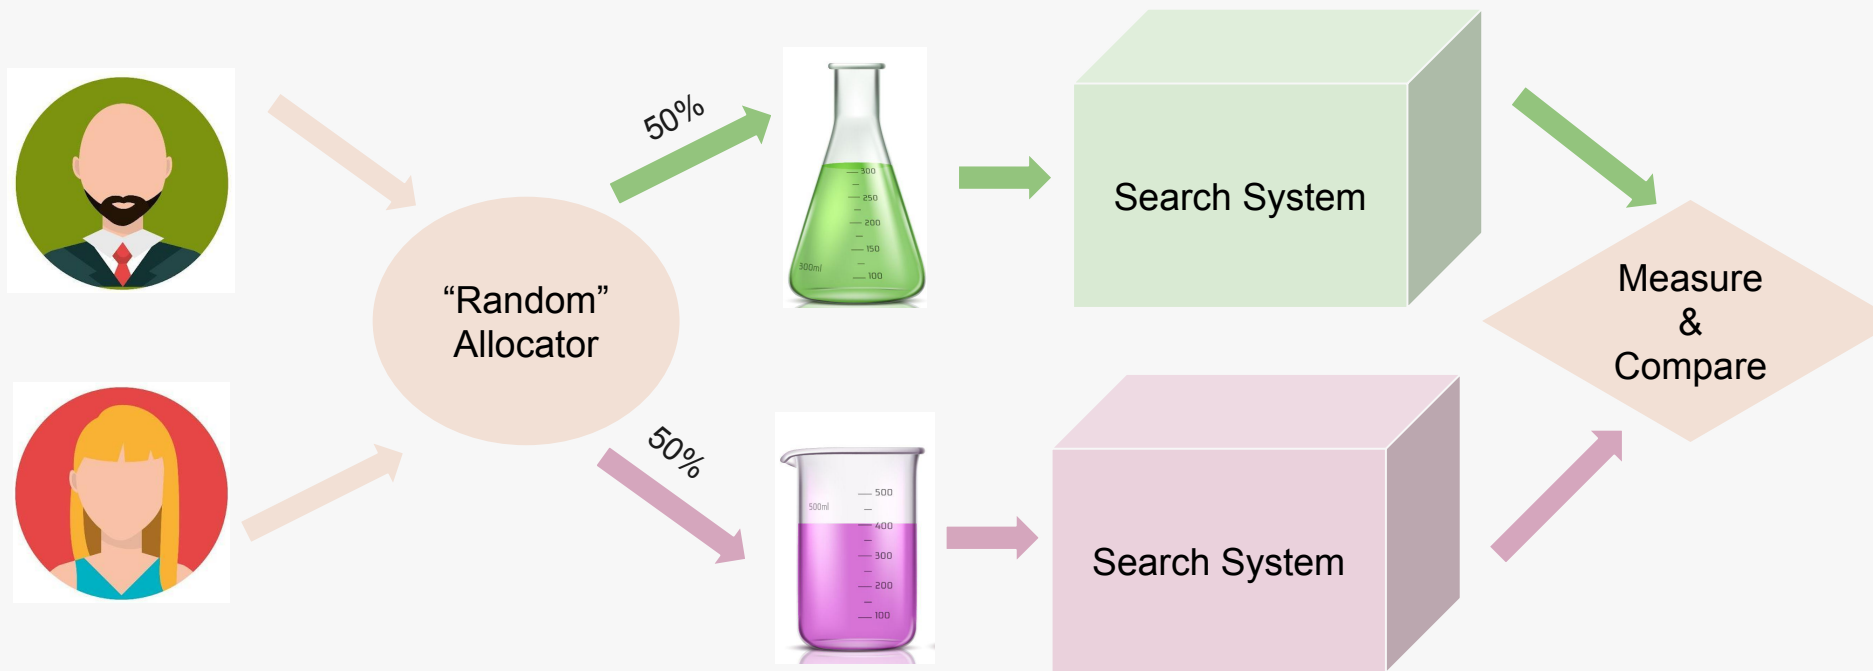 “Random”
Allocator
50%
300
250
200
150
300ml
100
Search System
Measure
&
Compare
50%
500
500ml
400
300
200
100
Search System